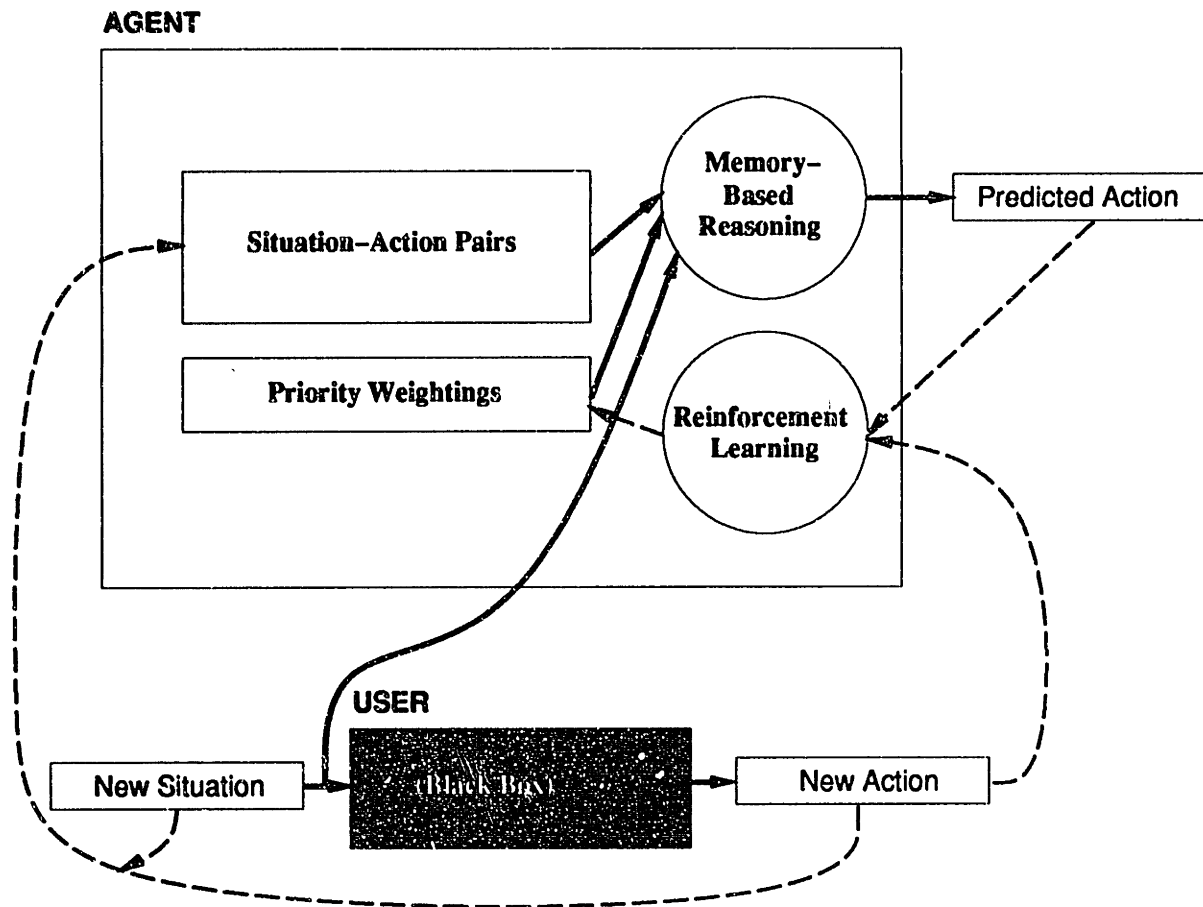 AGENT
Memory-
Based
Reasoning
Predicted Action
Situation-Action Pairs
Priority Weightings
Reinforcement
Learning
USER
New Situation
(Black Box)
New Action